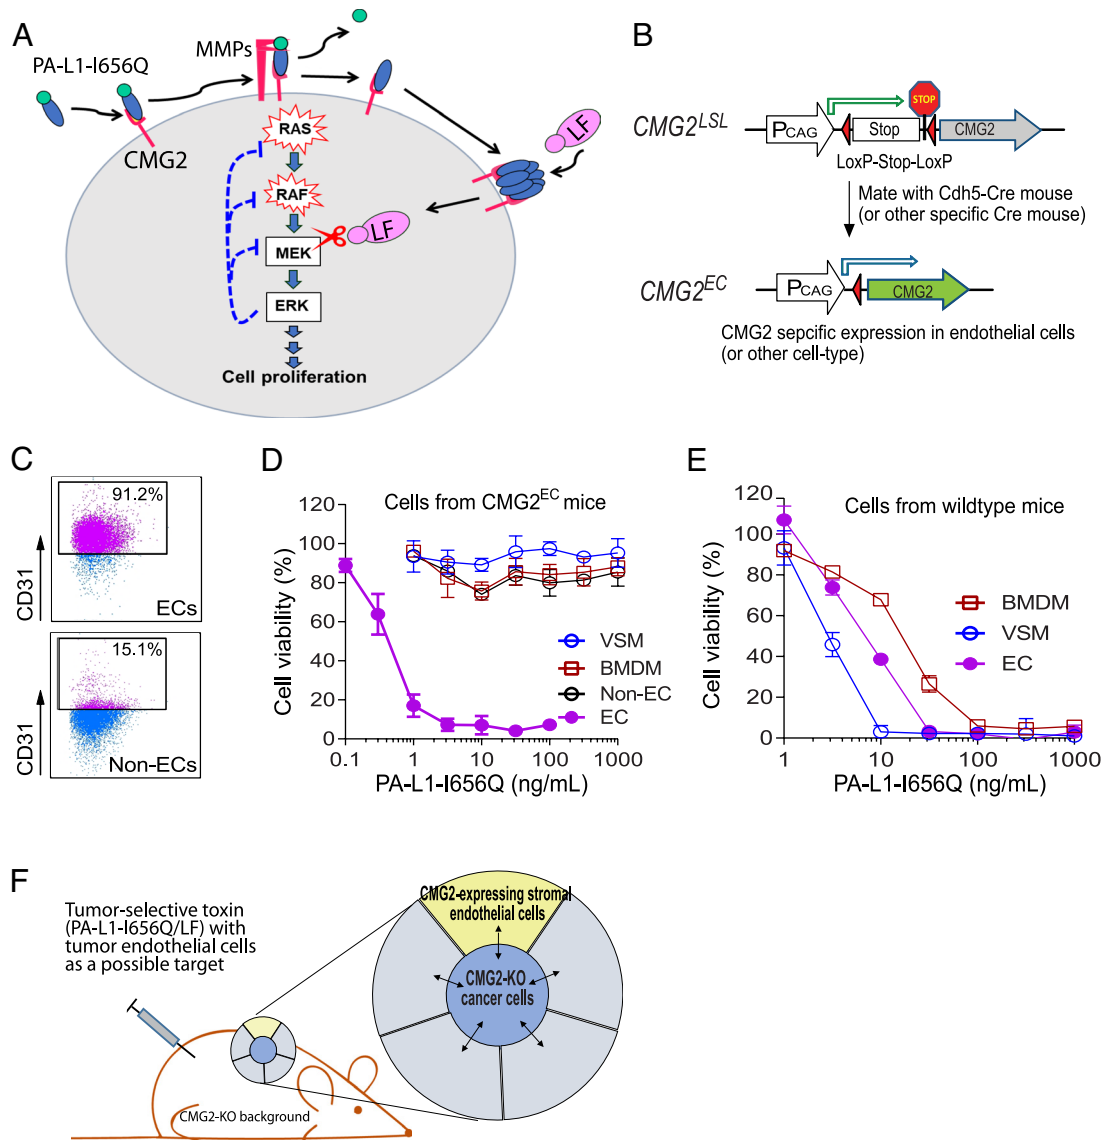 A
PA-L1-I656Q
MMPs
CMG2
RAS
RAF
MEK
ERK
Cell proliferation
LF
LF
B
CMG2LSL
PCAG
Stop
STOP
CMG2
LoxP-Stop-LoxP
Mate with Cdh5-Cre mouse
(or other specific Cre mouse)
CMG2EC
PCAG
CMG2
CMG2 sepcific expression in endothelial cells
(or other cell-type)
C
91.2%
CD31
ECs
15.1%
CD31
Non-ECs
D
Cells from CMG2EC mice
Cell viability (%)
120
100
80
60
40
20
0
0.1
1
10
100
1000
VSM
BMDM
Non-EC
EC
PA-L1-I656Q (ng/mL)
E
Cells from wildtype mice
Cell viability (%)
120
100
80
60
40
20
0
1
10
100
1000
BMDM
VSM
EC
PA-L1-I656Q (ng/mL)
F
Tumor-selective toxin
(PA-L1-I656Q/LF) with
tumor endothelial cells
as a possible target
CMG2-KO background
CMG2-expressing stromal
endothelial cells
CMG2-KO
cancer cells